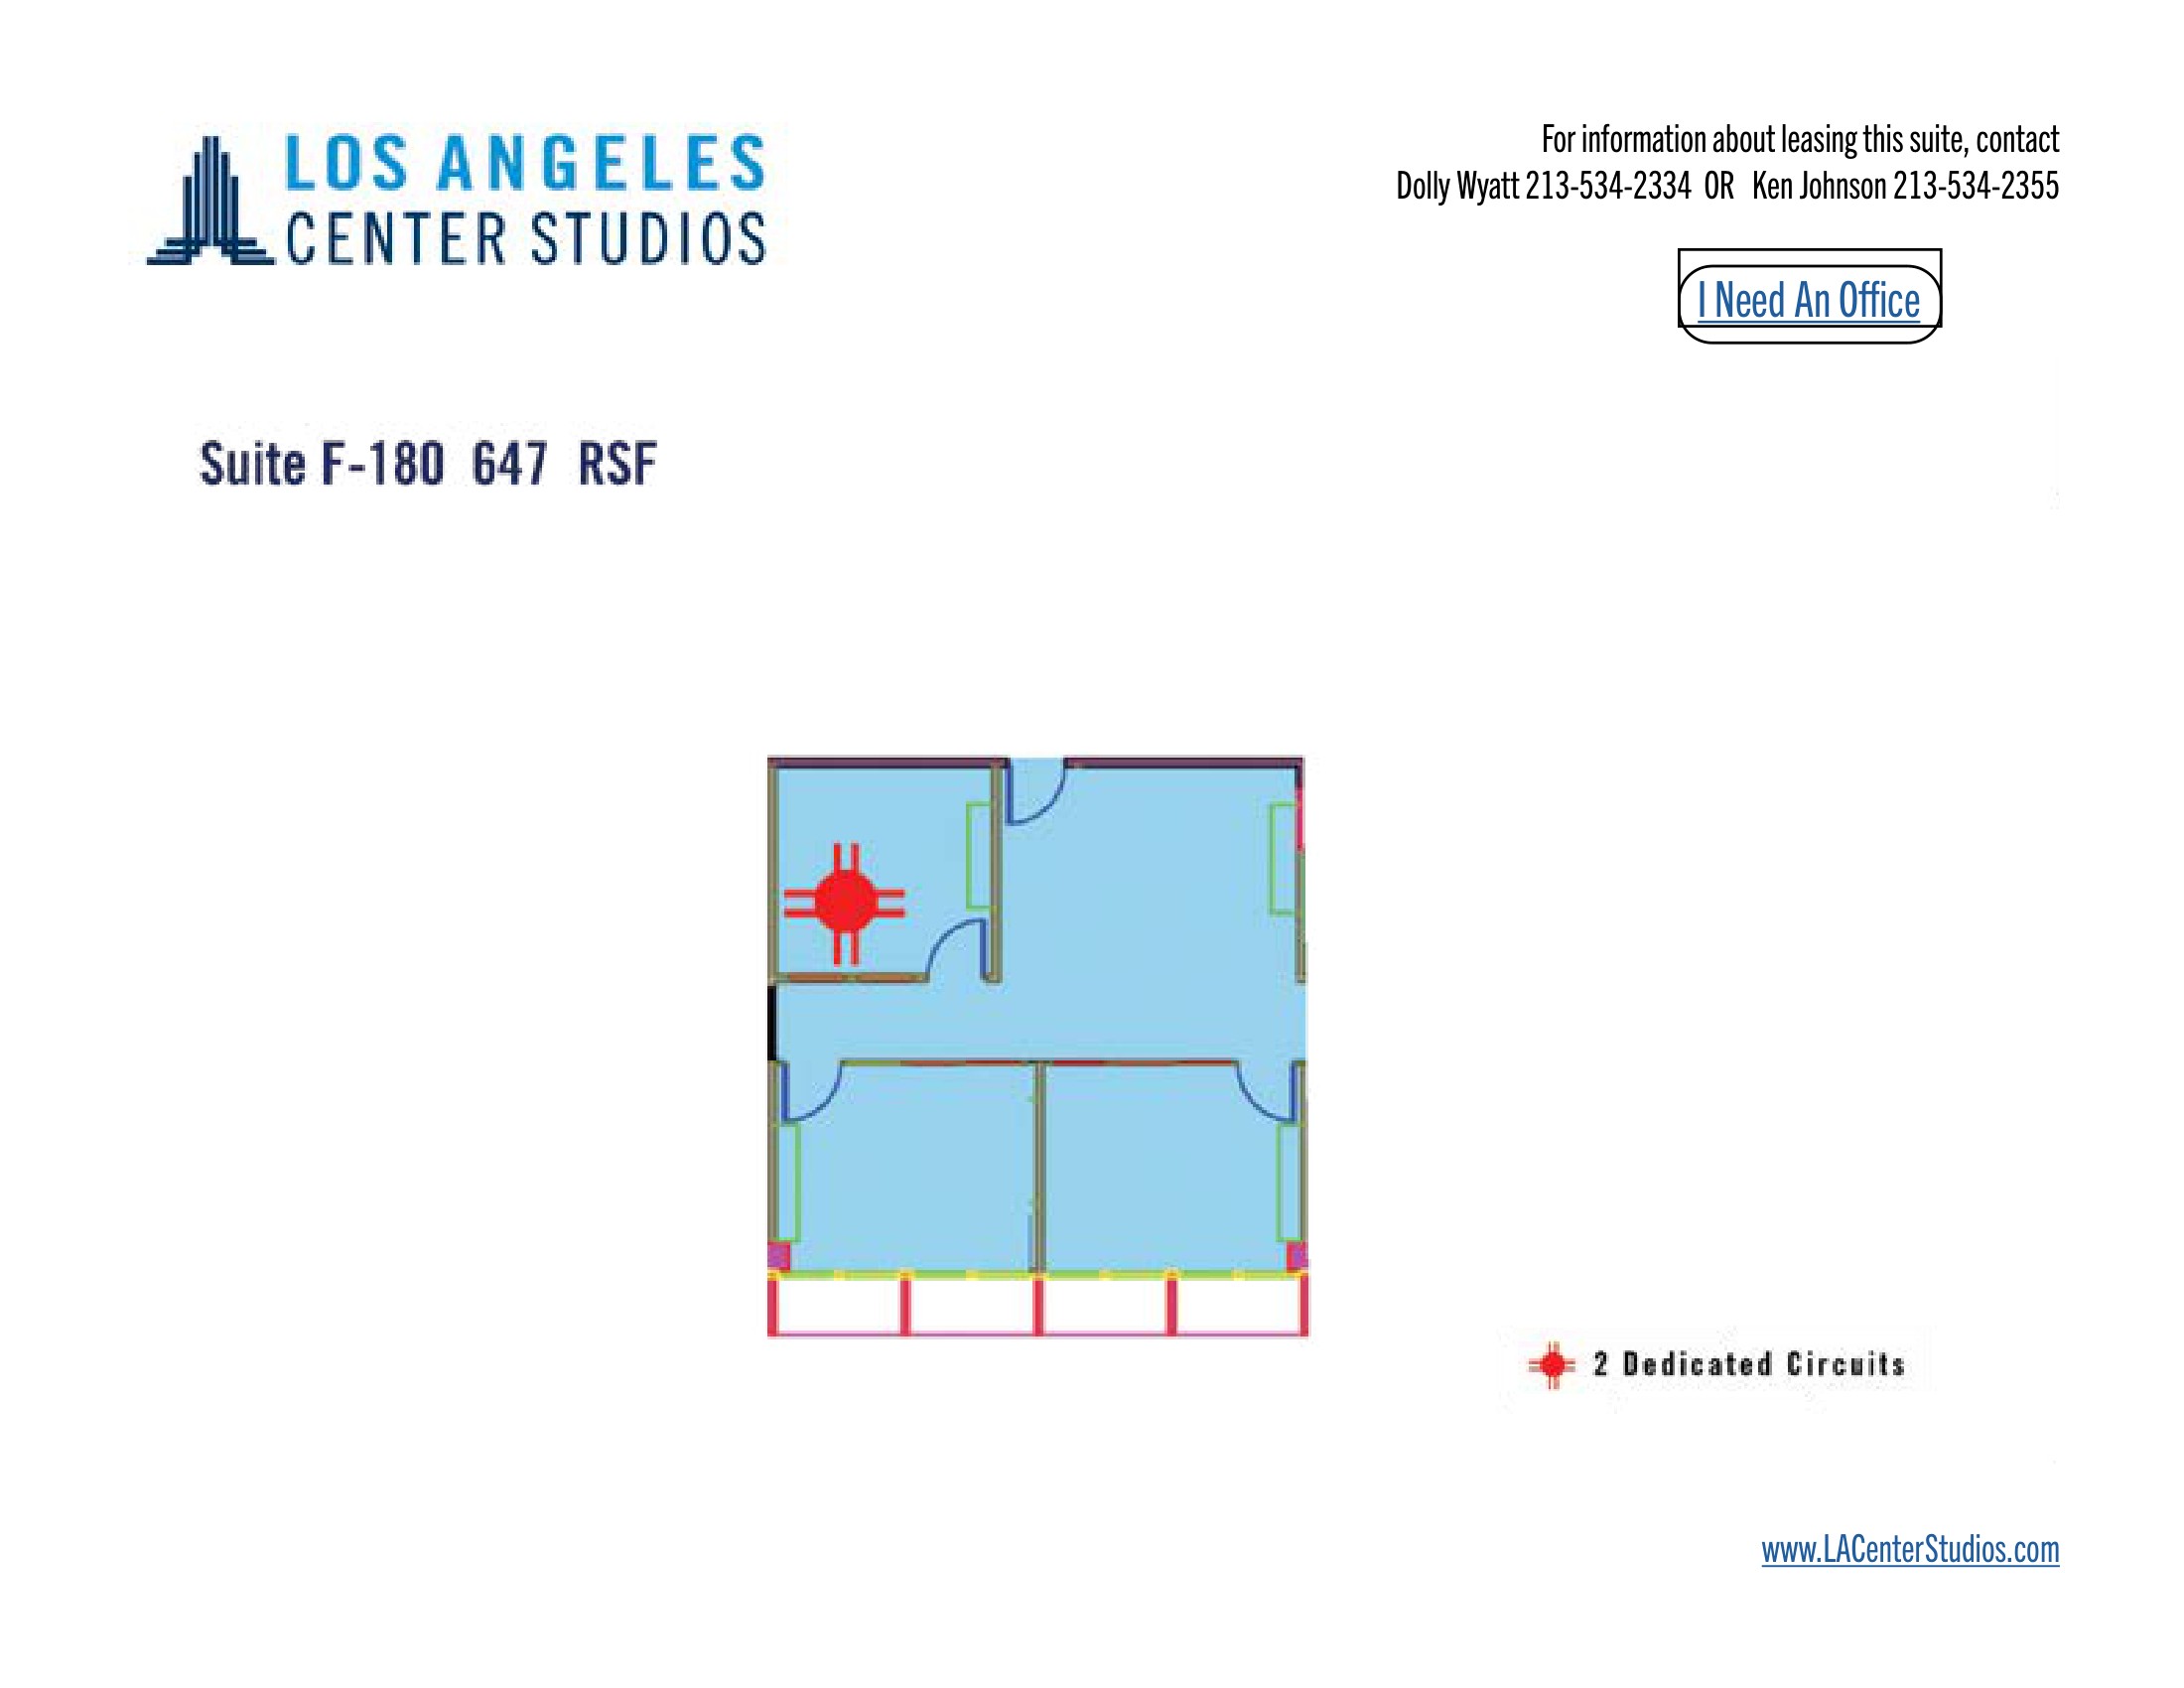 LOS ANGELES
CENTER STUDIOS
For information about leasing this suite, contact
Dolly Wyatt 213-534-2334 OR Ken Johnson 213-534-2355
I Need An Office
Suite F-180 647 RSF
2 Dedicated Circuits
www.LACenterStudios.com